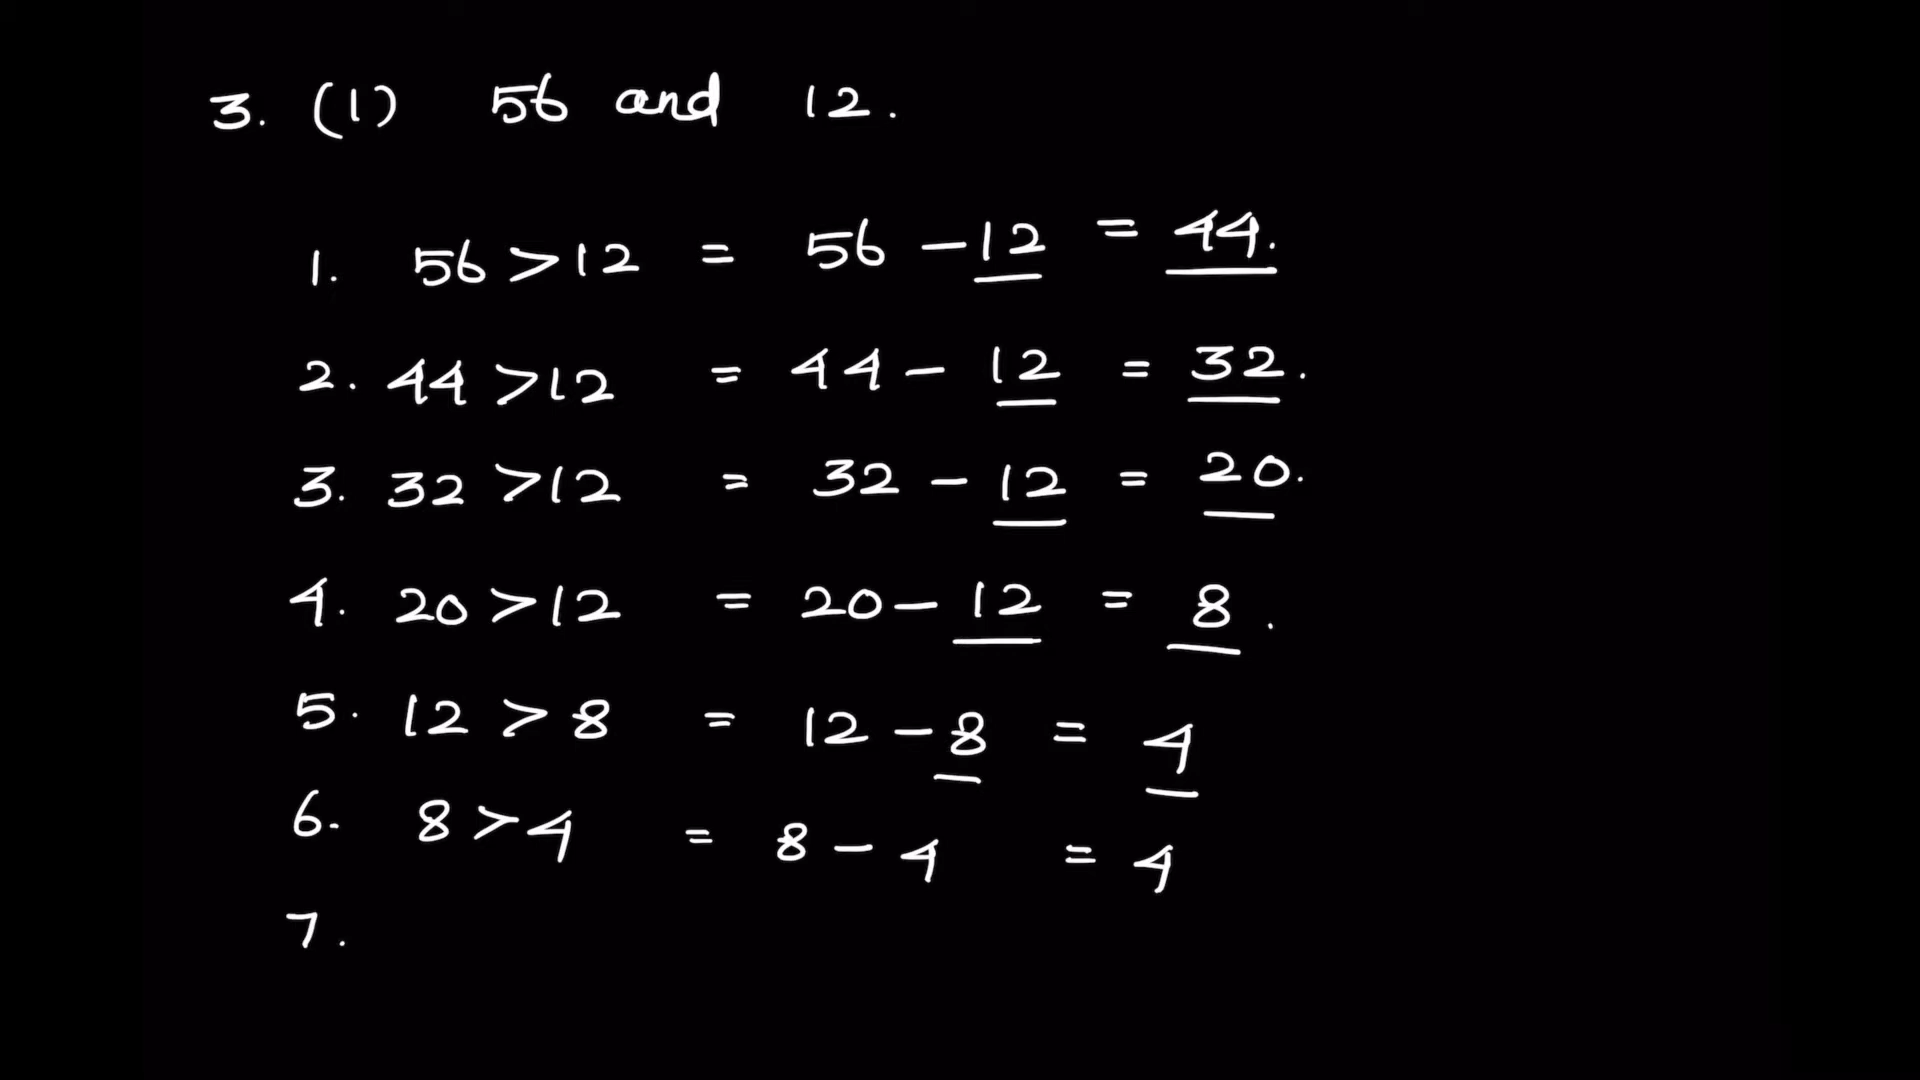 3. (1) 56 and 12.
1. 56 > 12 = 56 - 12 = 44.
2. 44 > 12 = 44 - 12 = 32.
3. 32 > 12 = 32 - 12 = 20.
4. 20 > 12 = 20 - 12 = 8.
5. 12 > 8 = 12 - 8 = 4
6. 8 > 4 = 8 - 4 = 4
7.